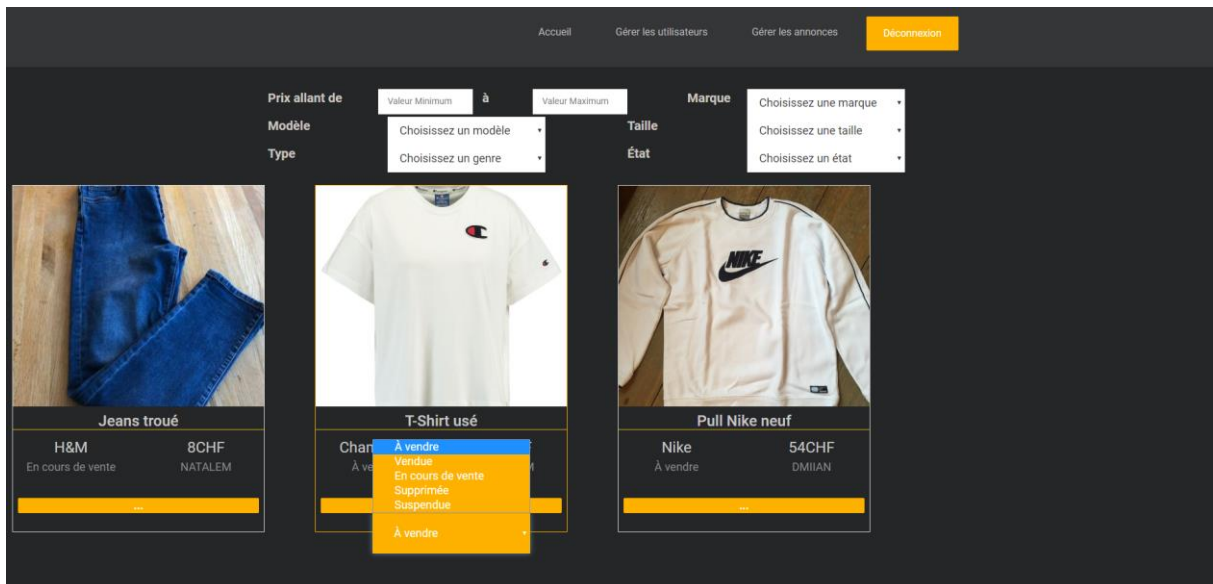 Accueil Gérer les utilisateurs Gérer les annonces Déconnexion
Prix allant de Valeur Minimum à Valeur Maximum Marque Choisissez une marque
Modèle Choisissez un modèle Taille Choisissez une taille
Type Choisissez un genre État Choisissez un état
NIKE
Jeans troué T-Shirt usé Pull Nike neuf
H&M 8CHF Chan Nike 54CHF
En cours de vente NATALEM À ve M À vendre DMIIAN
À vendre
Vendue
En cours de vente
Supprimée
Suspendue
... ...
À vendre